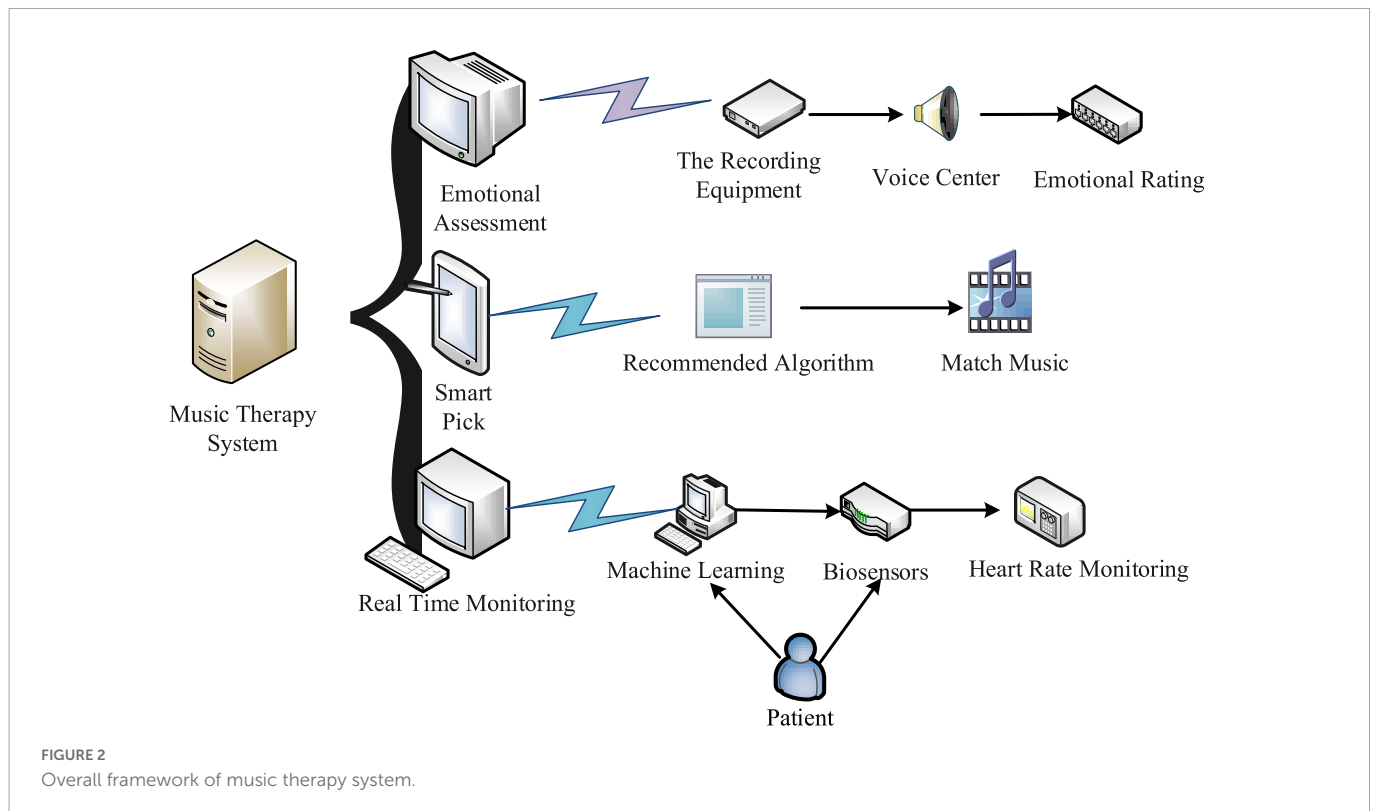 The Recording
Equipment
Voice Center
Emotional Rating
Emotional
Assessment
Music Therapy
System
Smart
Pick
Recommended Algorithm
Match Music
Real Time Monitoring
Machine Learning
Biosensors
Heart Rate Monitoring
Patient
FIGURE 2
Overall framework of music therapy system.